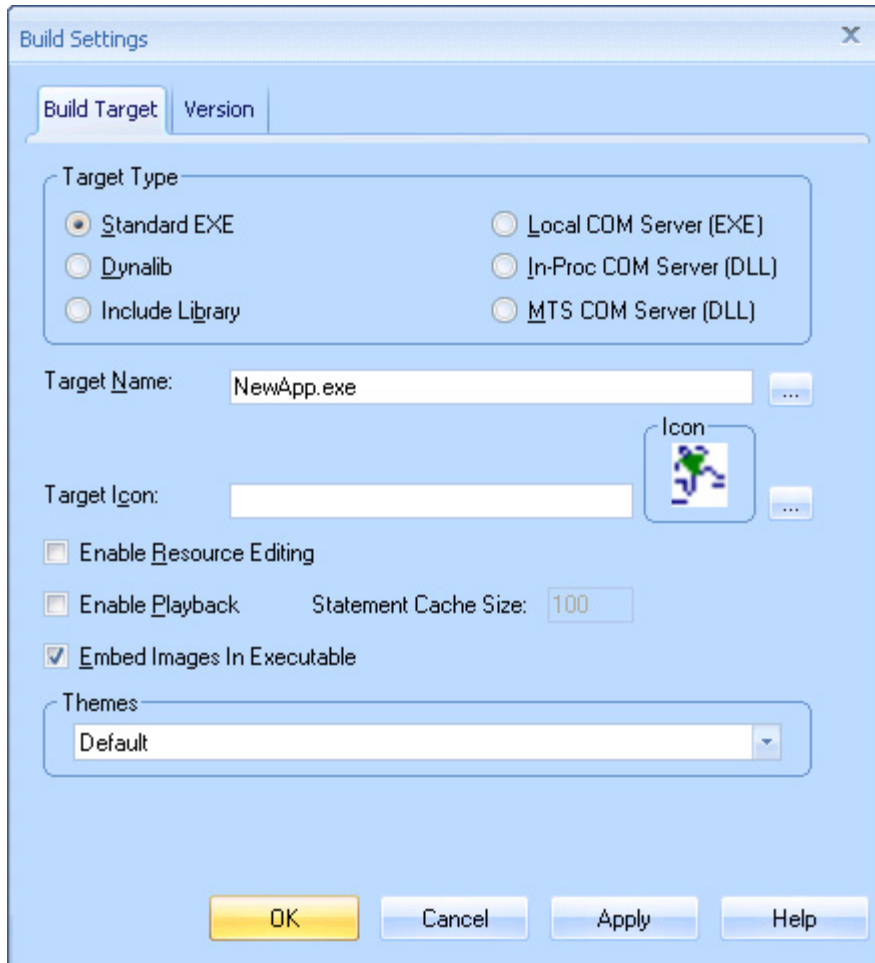 Build Settings
Build Target Version
Target Type
Standard EXE Local COM Server (EXE)
Dynalib In-Proc COM Server (DLL)
Include Library MTS COM Server (DLL)
Target Name: NewApp.exe ...
Icon
Target Icon: ...
Enable Resource Editing
Enable Playback Statement Cache Size: 100
Embed Images In Executable
Themes
Default
OK Cancel Apply Help